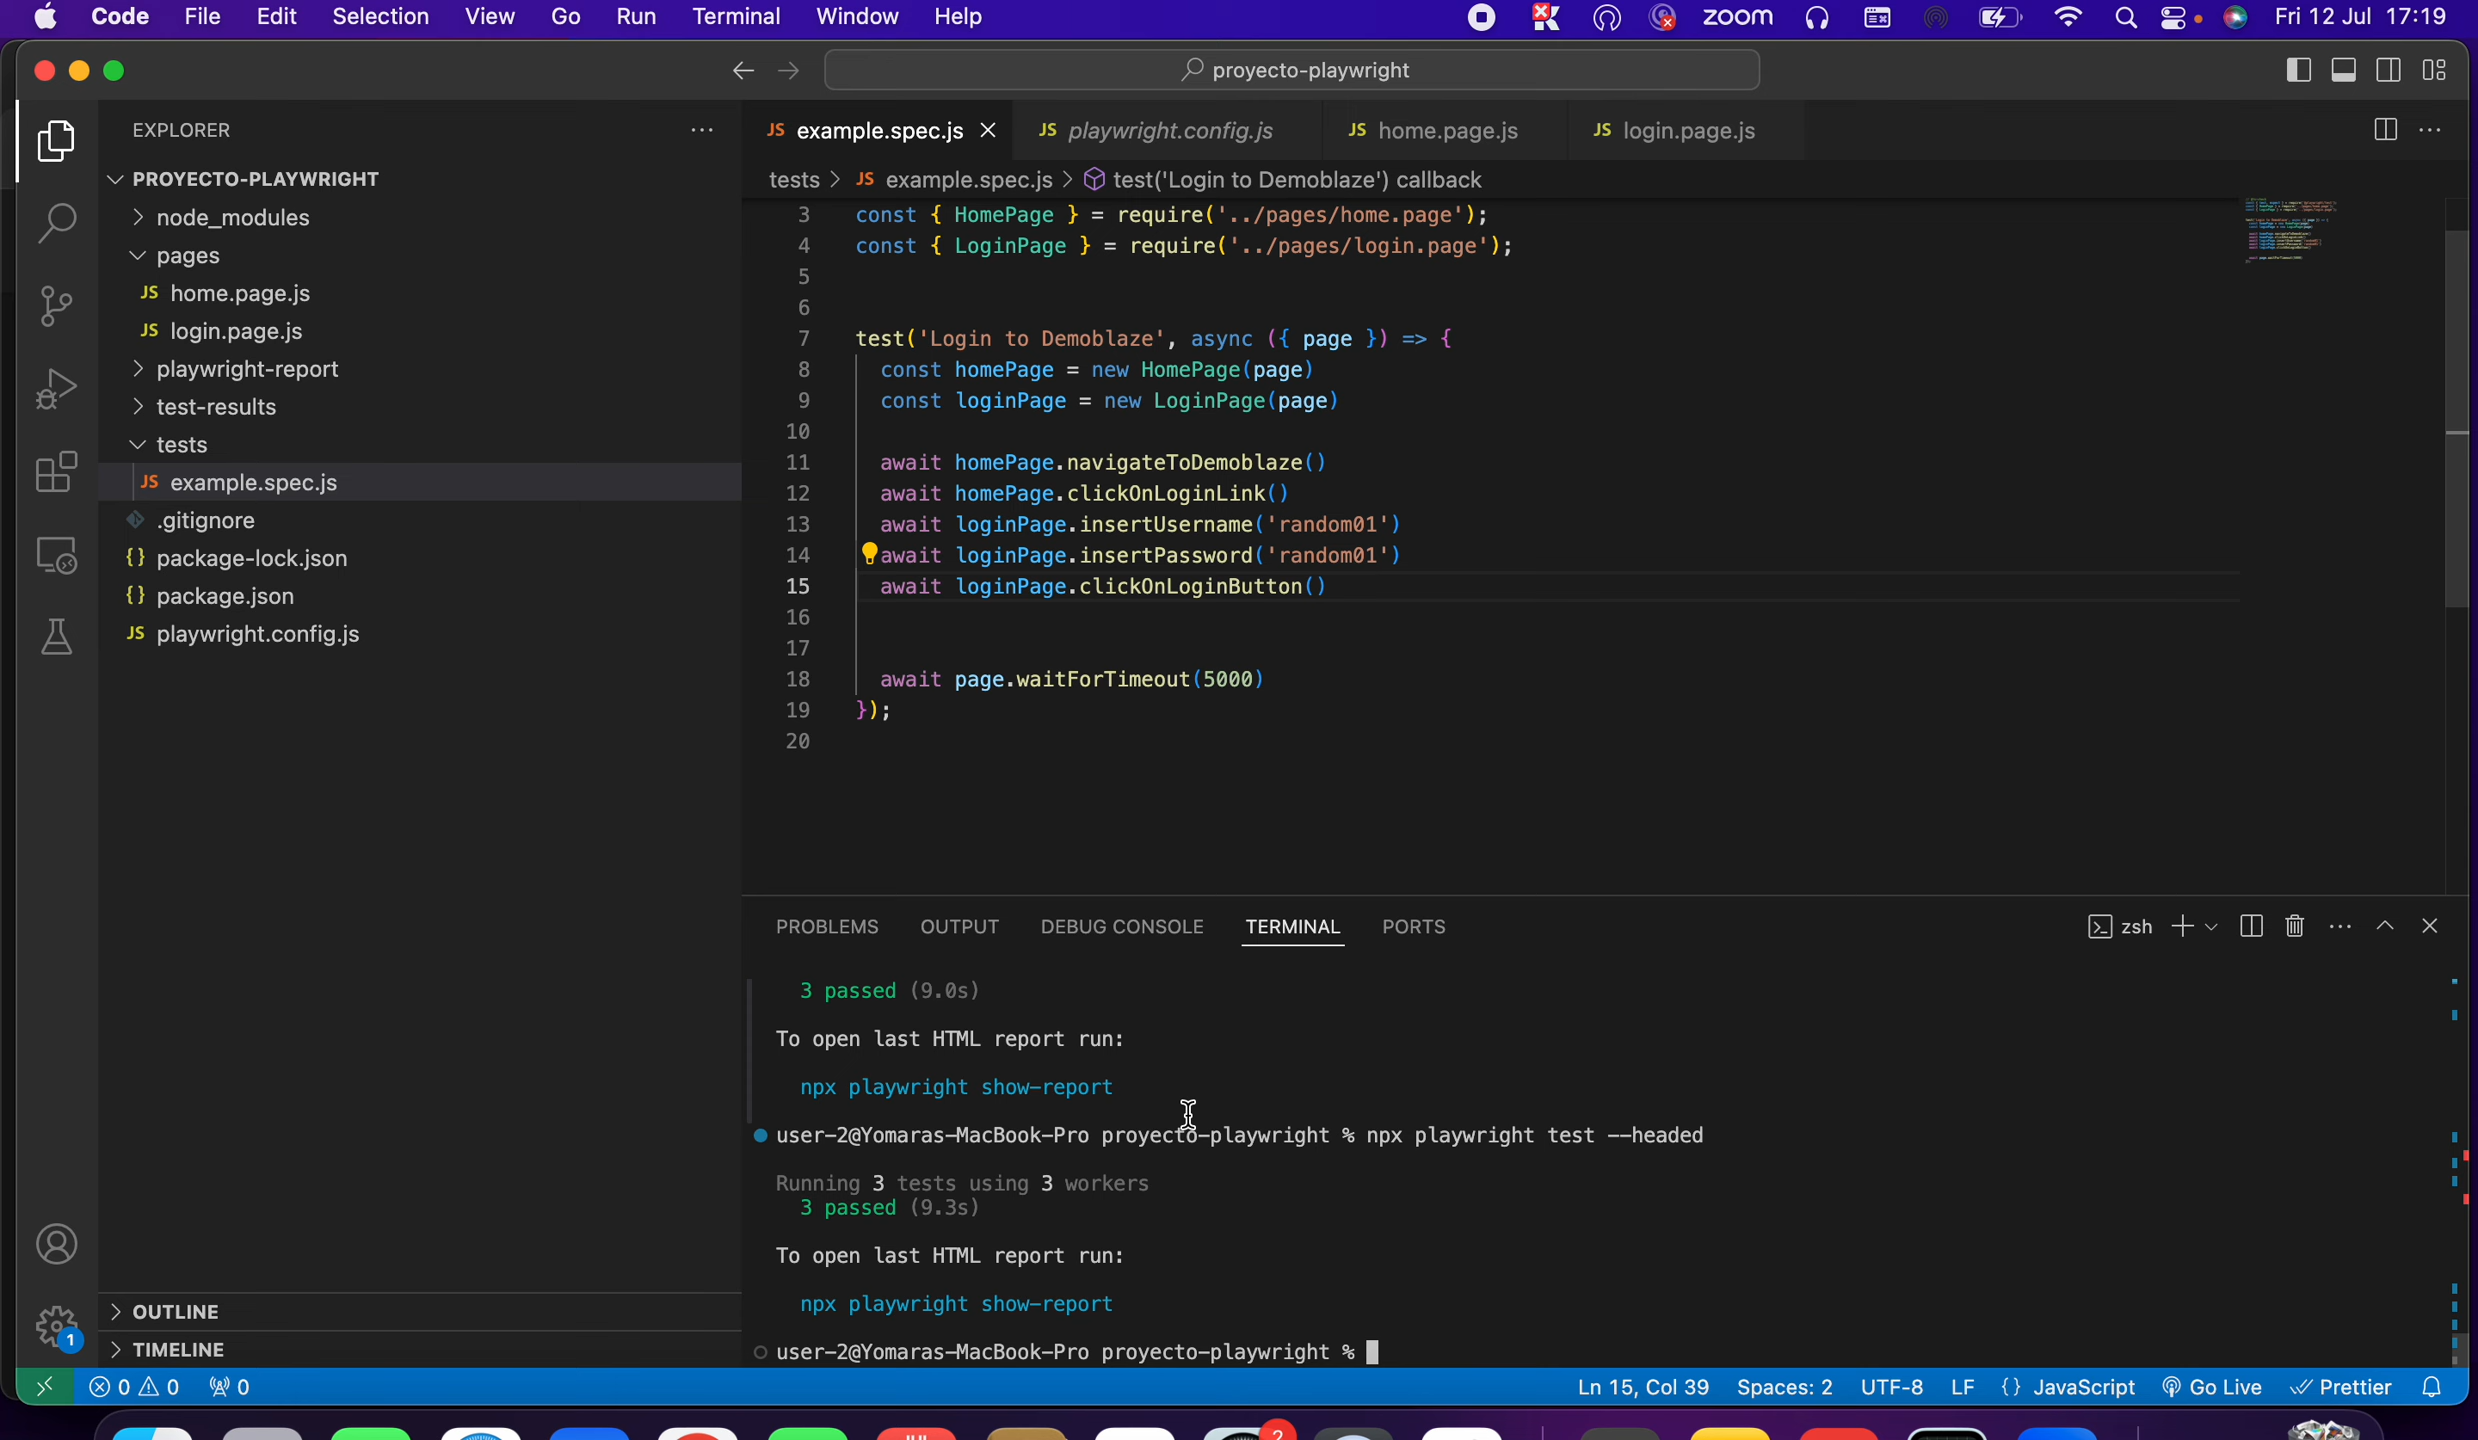 Code File Edit Selection View Go Run Terminal Window Help zoom Fri 12 Jul 17:19
proyecto-playwright
EXPLORER
PROYECTO-PLAYWRIGHT
node_modules
pages
JS home.page.js
JS login.page.js
playwright-report
test-results
tests
JS example.spec.js
.gitignore
{} package-lock.json
{} package.json
JS playwright.config.js
OUTLINE
TIMELINE
1
JS example.spec.js JS playwright.config.js JS home.page.js JS login.page.js
tests > JS example.spec.js > test('Login to Demoblaze') callback
3 const { HomePage } = require('../pages/home.page');
4 const { LoginPage } = require('../pages/login.page');
5
6
7 test('Login to Demoblaze', async ({ page }) => {
8 const homePage = new HomePage(page)
9 const loginPage = new LoginPage(page)
10
11 await homePage.navigateToDemoblaze()
12 await homePage.clickOnLoginLink()
13 await loginPage.insertUsername('random01')
14 await loginPage.insertPassword('random01')
15 await loginPage.clickOnLoginButton()
16
17
18 await page.waitForTimeout(5000)
19 });
20
PROBLEMS OUTPUT DEBUG CONSOLE TERMINAL PORTS zsh
3 passed (9.0s)
To open last HTML report run:
npx playwright show-report
user-2@Yomaras-MacBook-Pro proyecto-playwright % npx playwright test --headed
Running 3 tests using 3 workers
3 passed (9.3s)
To open last HTML report run:
npx playwright show-report
user-2@Yomaras-MacBook-Pro proyecto-playwright %
0 0 0 Ln 15, Col 39 Spaces: 2 UTF-8 LF {} JavaScript Go Live Prettier
2